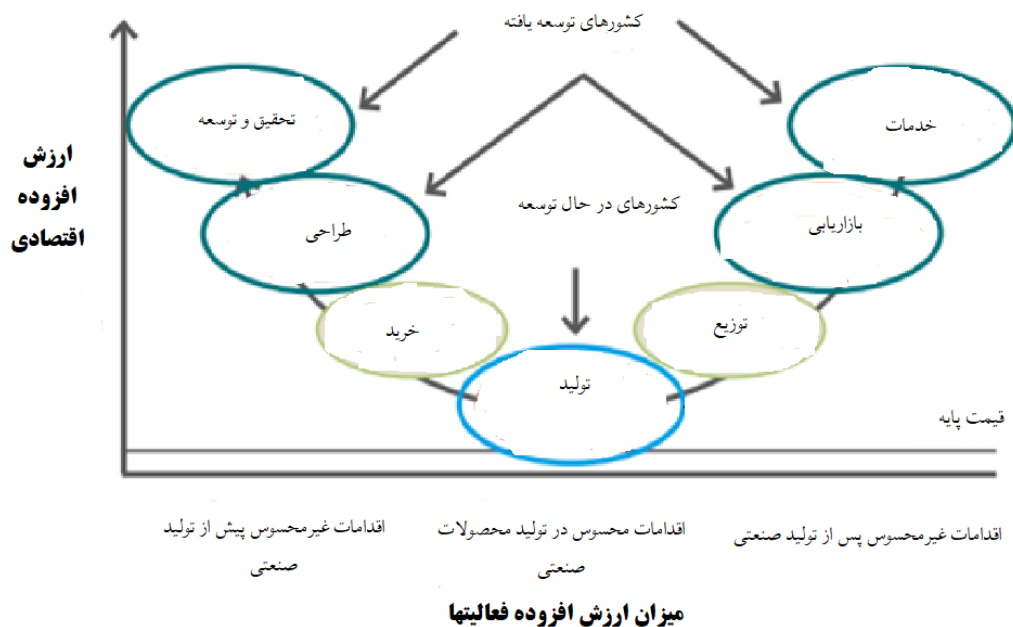 کشورهای توسعه یافته
تحقیق و توسعه
خدمات
ارزش
افزوده
اقتصادی
کشورهای در حال توسعه
طراحی
بازاریابی
خرید
توزیع
تولید
قیمت پایه
اقدامات غیرمحسوس پس از تولید صنعتی
اقدامات محسوس در تولید محصولات
صنعتی
اقدامات غیرمحسوس پیش از تولید
صنعتی
میزان ارزش افزوده فعالیتها